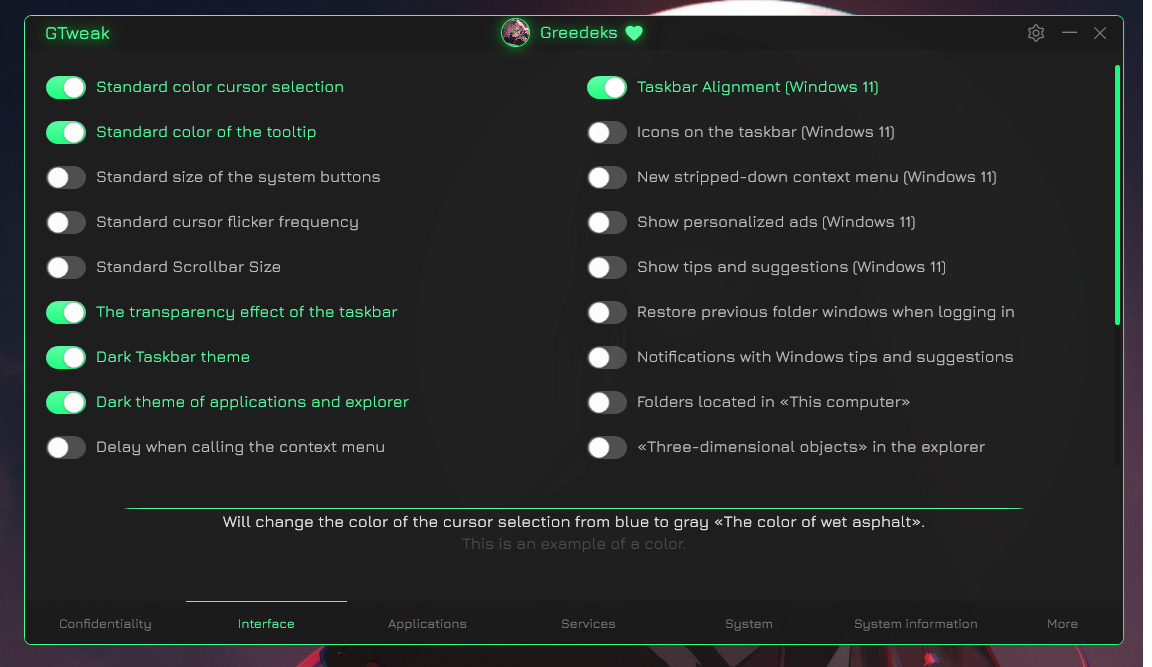 GTweak
Greedeks
Standard color cursor selection
Standard color of the tooltip
Standard size of the system buttons
Standard cursor flicker frequency
Standard Scrollbar Size
The transparency effect of the taskbar
Dark Taskbar theme
Dark theme of applications and explorer
Delay when calling the context menu
Taskbar Alignment (Windows 11)
Icons on the taskbar (Windows 11)
New stripped-down context menu (Windows 11)
Show personalized ads (Windows 11)
Show tips and suggestions (Windows 11)
Restore previous folder windows when logging in
Notifications with Windows tips and suggestions
Folders located in «This computer»
«Three-dimensional objects» in the explorer
Will change the color of the cursor selection from blue to gray «The color of wet asphalt».
This is an example of a color.
Confidentiality
Interface
Applications
Services
System
System information
More